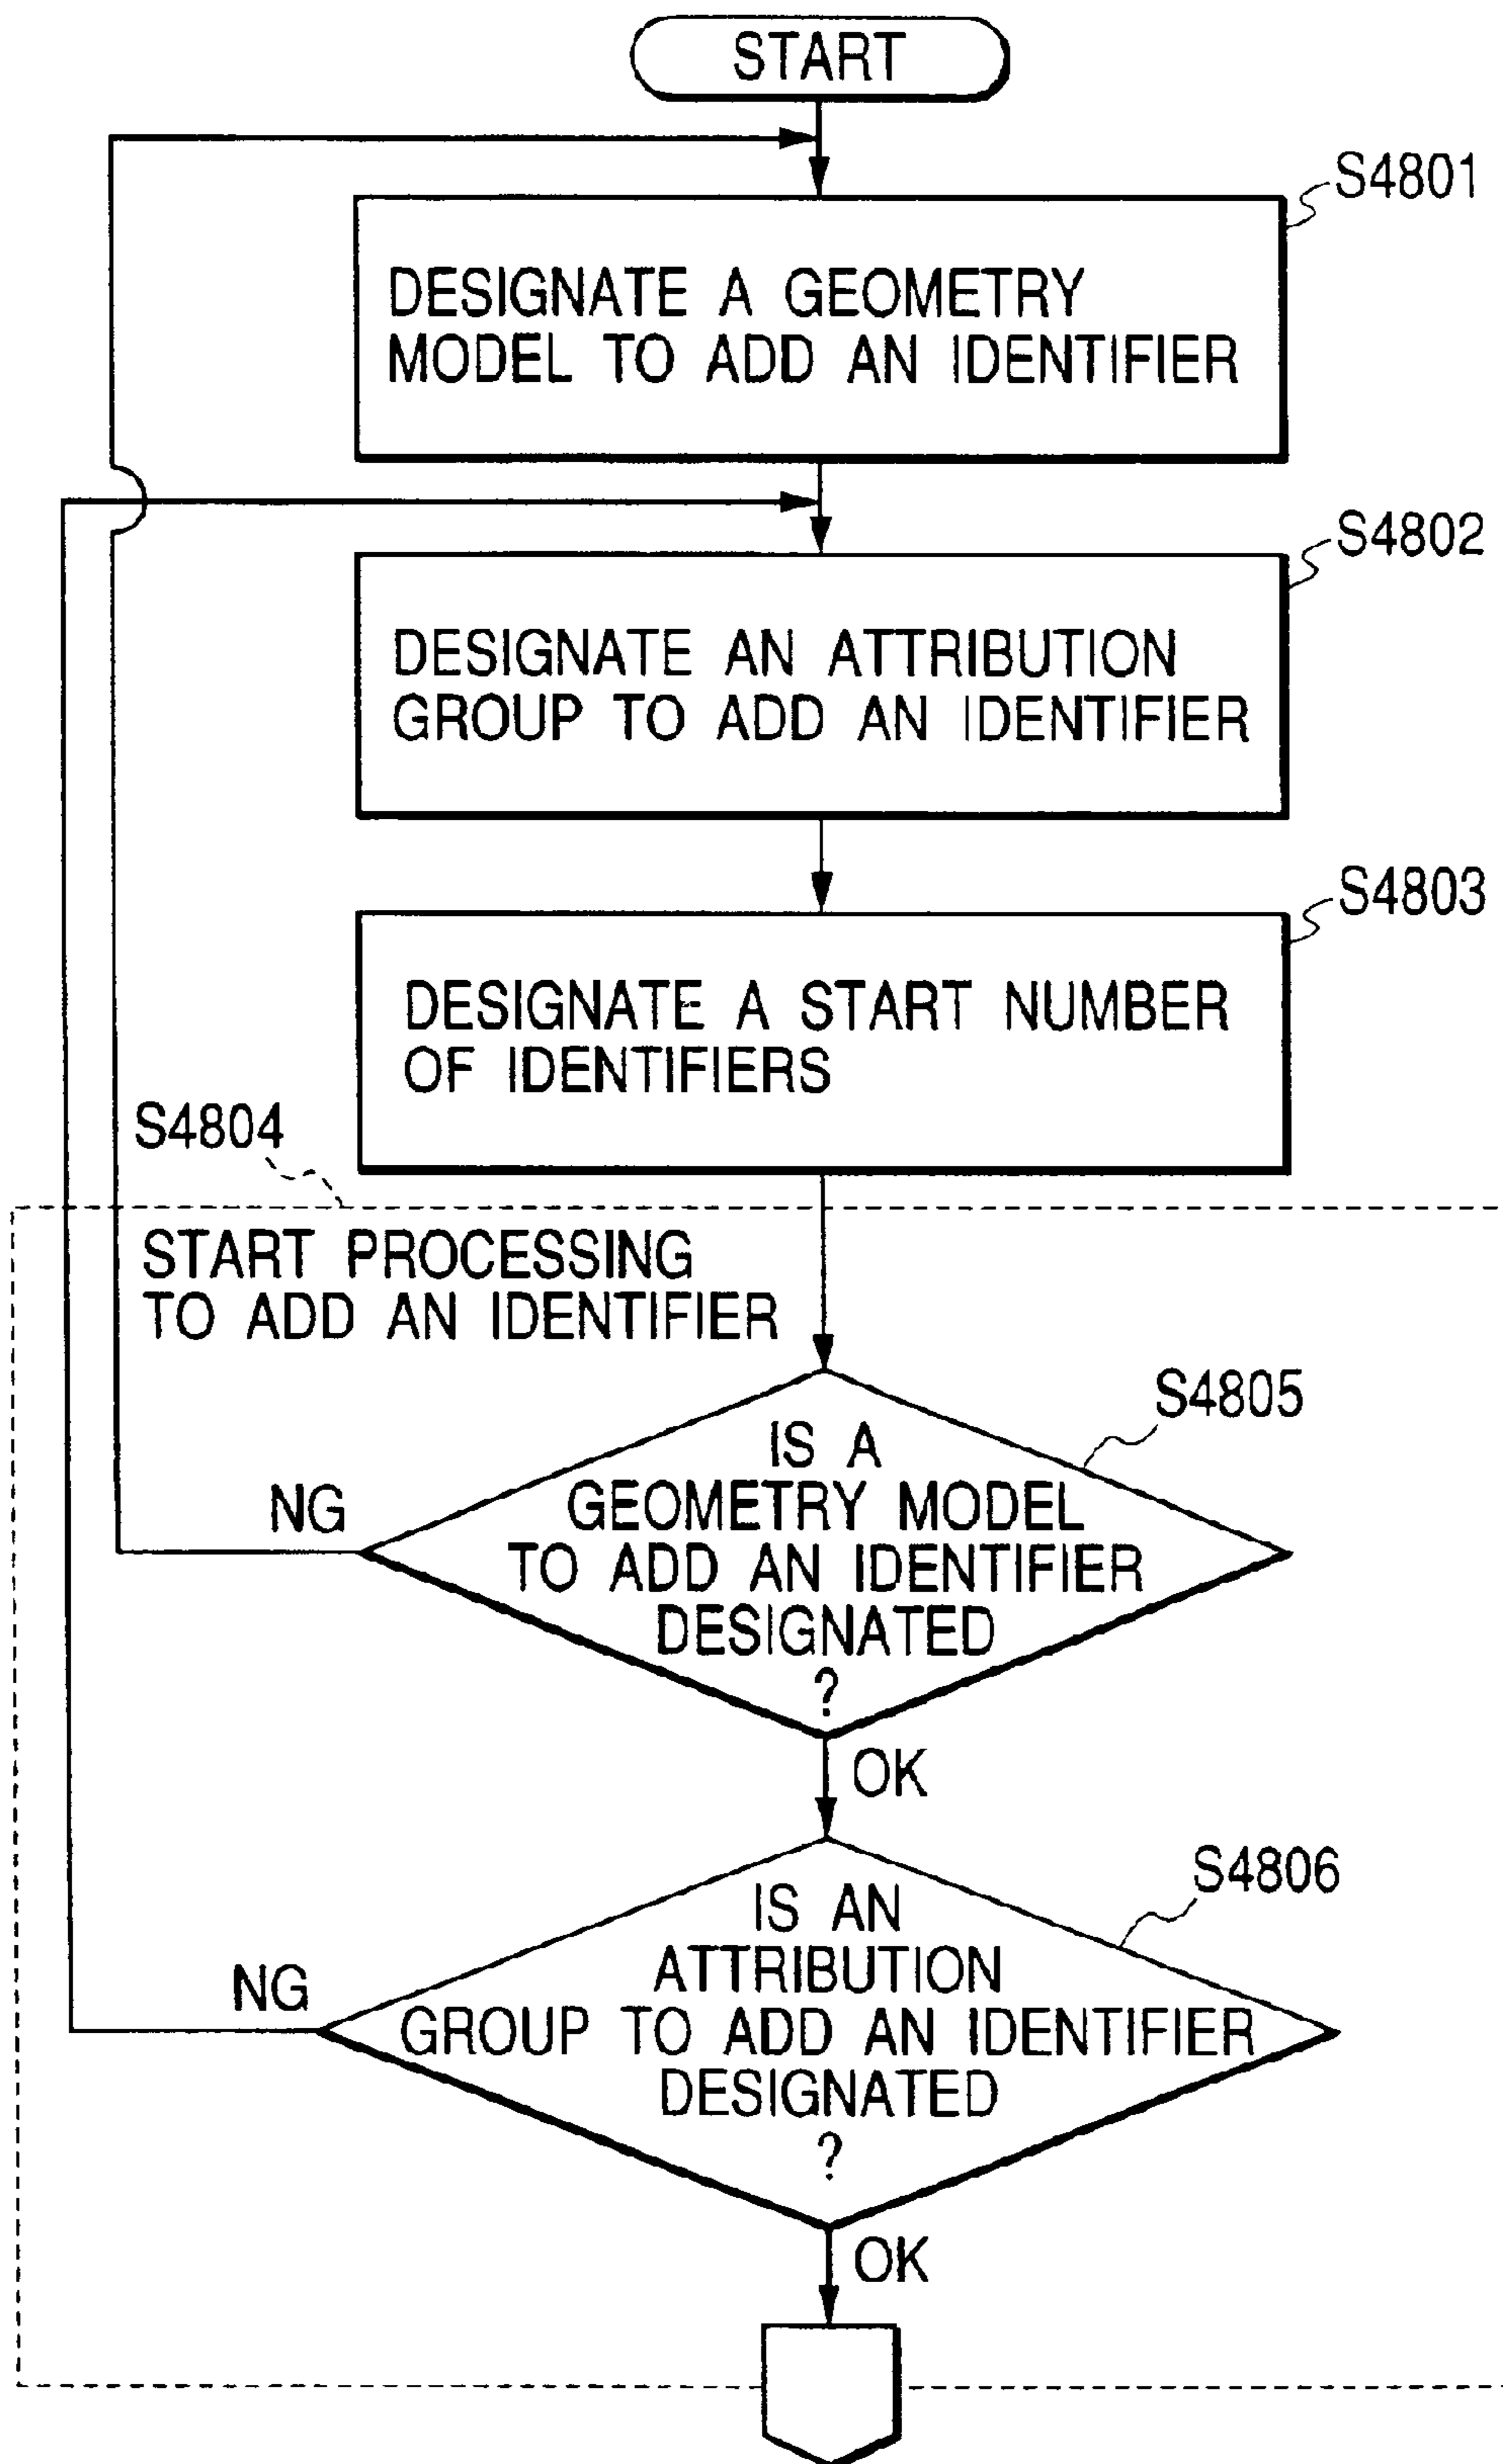 START
S4801
DESIGNATE A GEOMETRY
MODEL TO ADD AN IDENTIFIER
S4802
DESIGNATE AN ATTRIBUTION
GROUP TO ADD AN IDENTIFIER
S4803
DESIGNATE A START NUMBER
OF IDENTIFIERS
S4804
START PROCESSING
TO ADD AN IDENTIFIER
S4805
IS A
GEOMETRY MODEL
TO ADD AN IDENTIFIER
DESIGNATED
?
NG
OK
S4806
IS AN
ATTRIBUTION
GROUP TO ADD AN IDENTIFIER
DESIGNATED
?
NG
OK